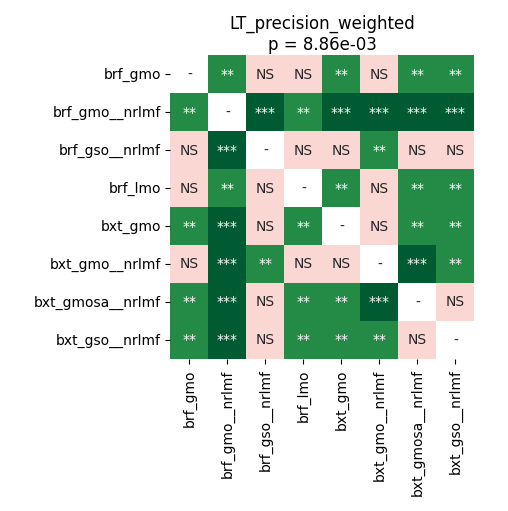 LT_precision_weighted
p = 8.86e-03
brf_gmo - ** NS NS ** NS ** **
brf_gmo__nrlmf ** - *** ** *** *** *** ***
brf_gso__nrlmf NS *** - NS NS ** NS NS
brf_lmo NS ** NS - ** NS ** **
bxt_gmo ** *** NS ** - NS ** **
bxt_gmo__nrlmf NS *** ** NS NS - *** **
bxt_gmosa__nrlmf ** *** NS ** ** *** - NS
bxt_gso__nrlmf ** *** NS ** ** ** NS -
brf_gmo
brf_gmo__nrlmf
brf_gso__nrlmf
brf_lmo
bxt_gmo
bxt_gmo__nrlmf
bxt_gmosa__nrlmf
bxt_gso__nrlmf